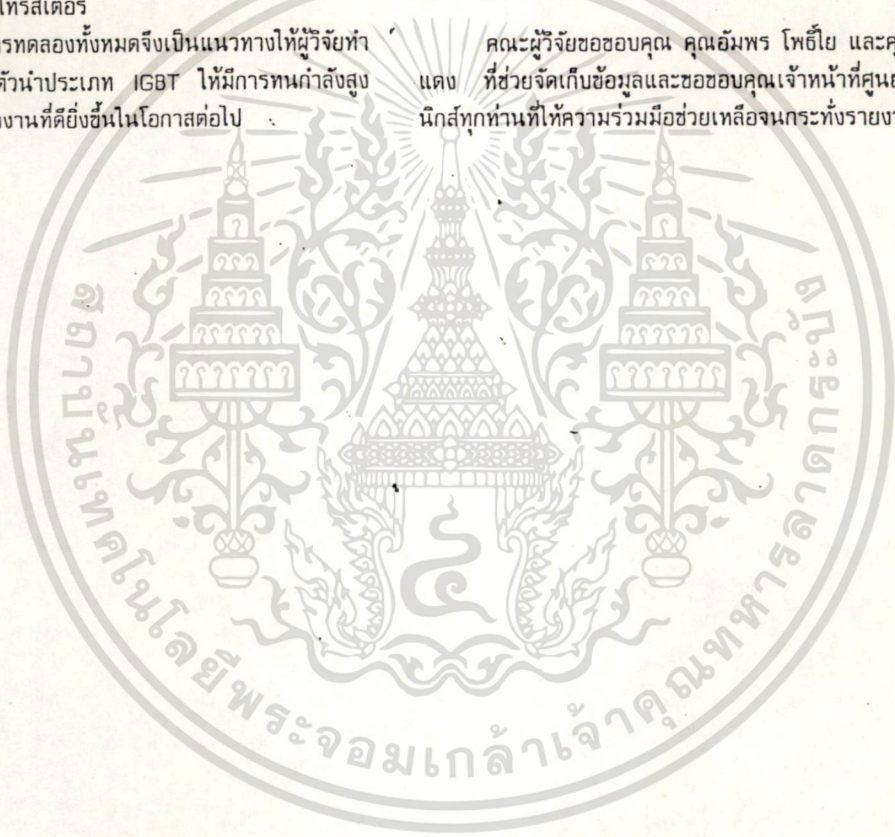 รทดลองทั้งหมดจึงเป็นแนวทางให้ผู้วิจัยทำ
ตัวนำประเภท IGBT ให้มีการทนกำลังสูง
งานที่ดียิ่งขึ้นในโอกาสต่อไป
คณะผู้วิจัยขอขอบคุณ คุณอัมพร โพธิ์ไย และคุ
แดง ที่ช่วยจัดเก็บข้อมูลและขอขอบคุณเจ้าหน้าที่ศูนย
นิกส์ทุกท่านที่ให้ความร่วมมือช่วยเหลือจนกระทั่งรายงา
สถาบันเทคโนโลยีพระจอมเกล้าเจ้าคุณทหารลาดกระบัง